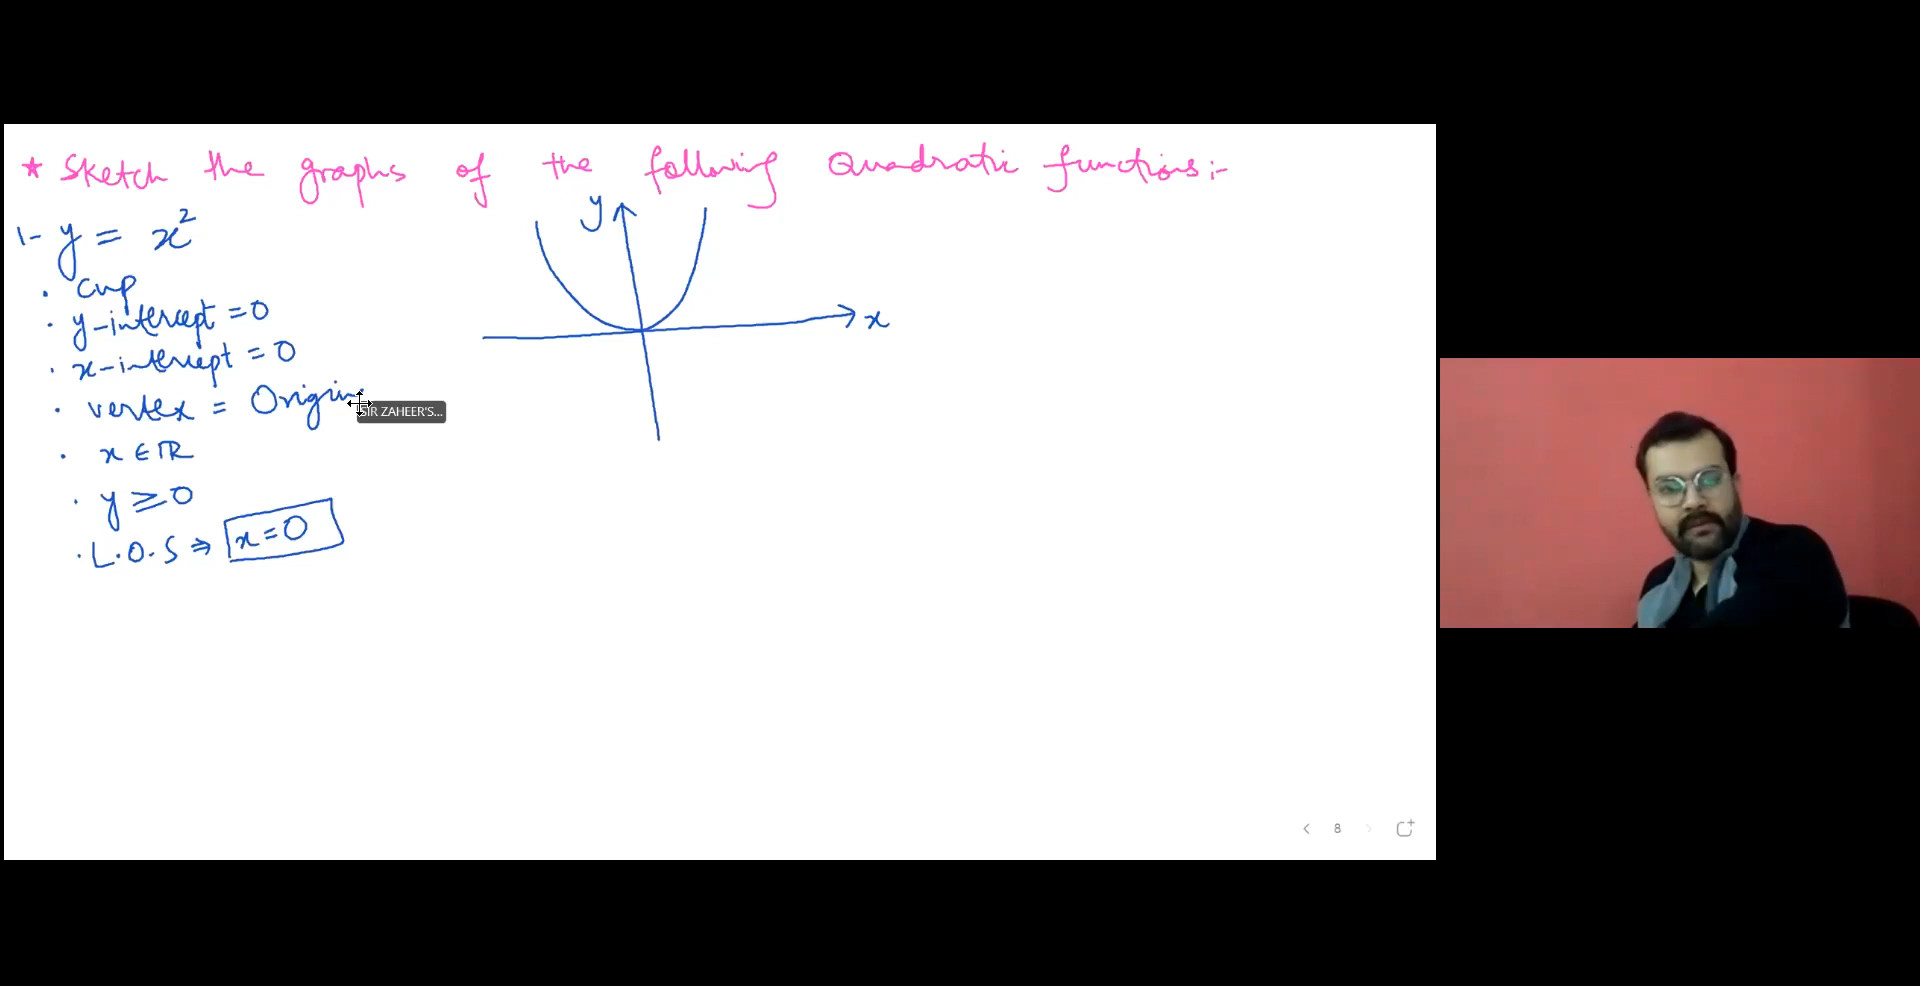 * Sketch the graphs of the following Quadratic functions:-
1- y = x²
· Cup
· y-intercept = 0
· x-intercept = 0
· vertex = Origin
SIR ZAHEER'S...
· x ∈ ℝ
· y ≥ 0
· L.O.S ⇒ x = 0
y
x
8